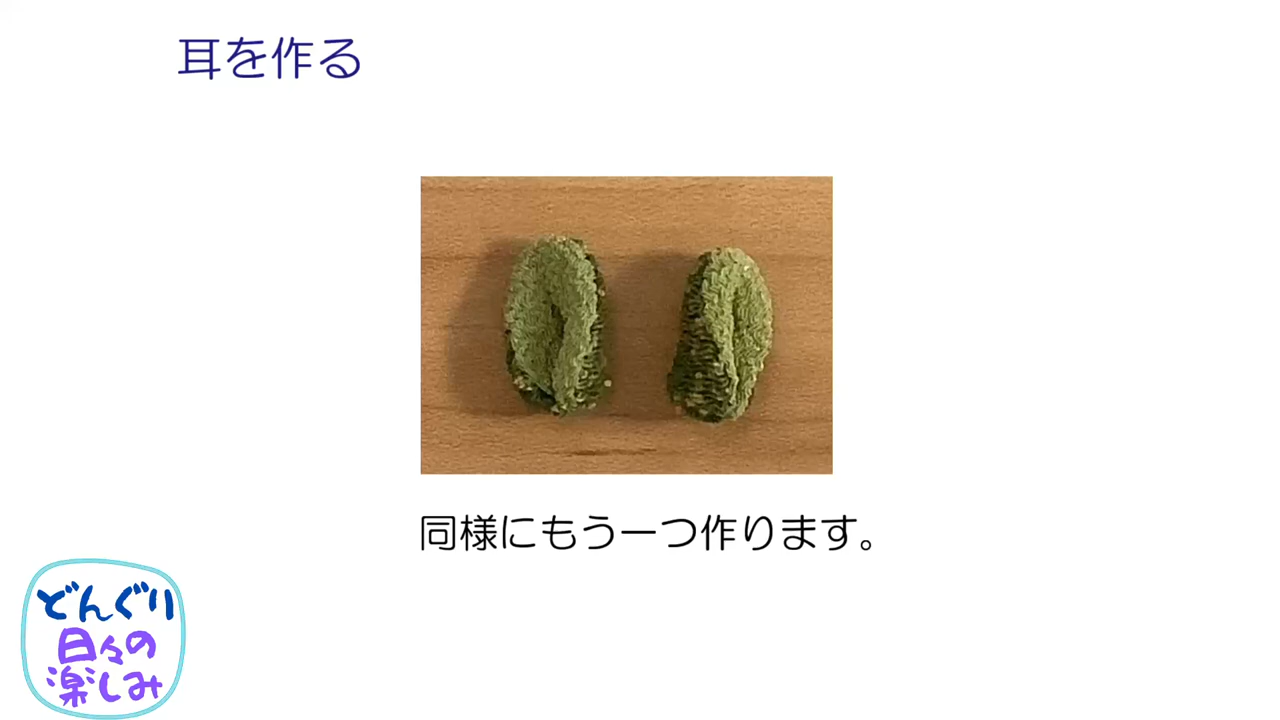 耳を作る
同様にもう一つ作ります。
どんぐり
日々の
楽しみ